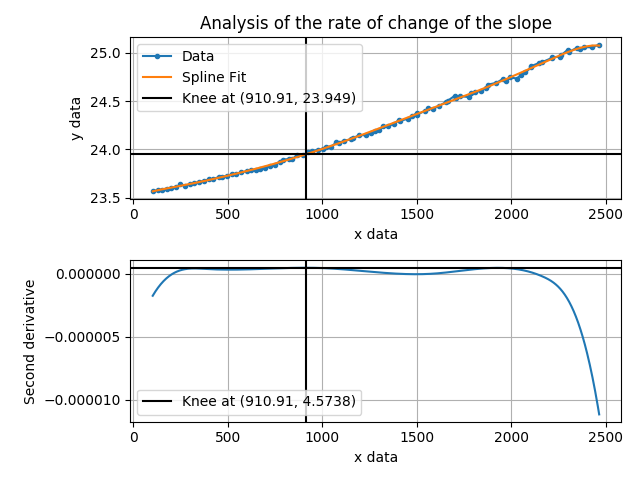 Analysis of the rate of change of the slope
25.0
24.5
24.0
23.5
y data
Data
Spline Fit
Knee at (910.91, 23.949)
0
500
1000
1500
2000
2500
x data
0.000000
−0.000005
−0.000010
Second derivative
Knee at (910.91, 4.5738)
0
500
1000
1500
2000
2500
x data